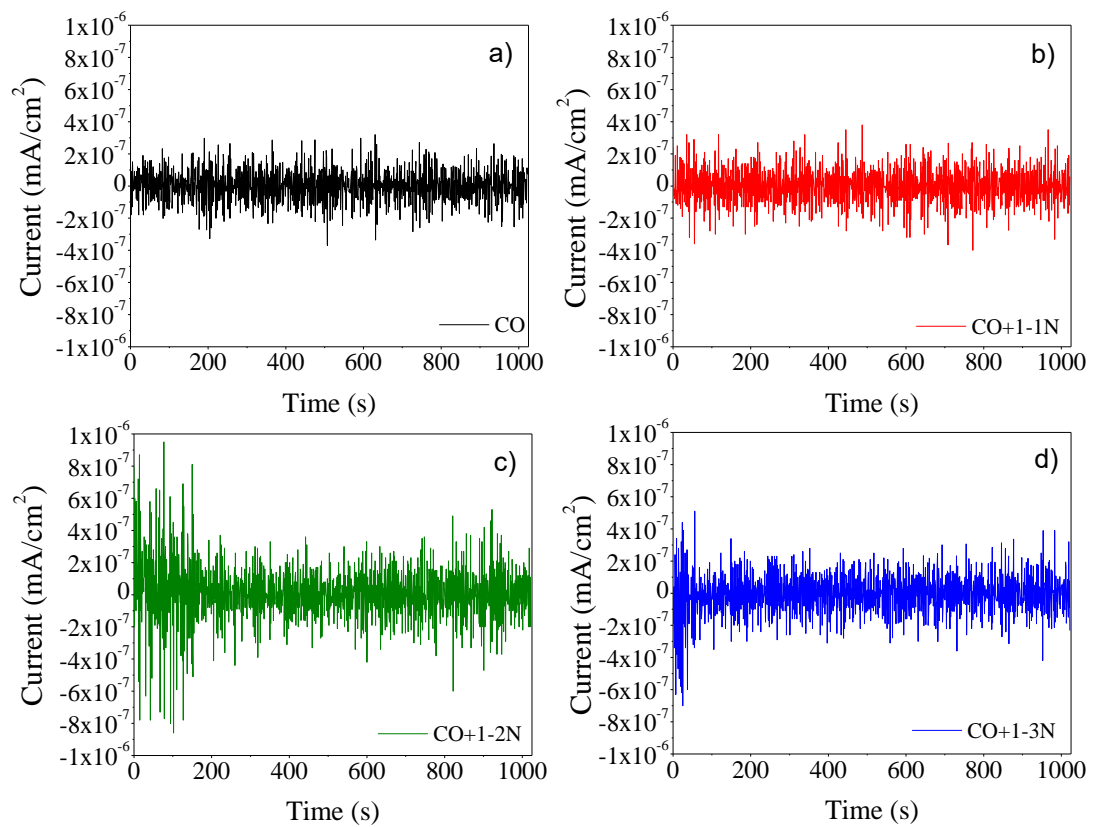 a)
Current (mA/cm²)
1x10⁻⁶
8x10⁻⁷
6x10⁻⁷
4x10⁻⁷
2x10⁻⁷
0
-2x10⁻⁷
-4x10⁻⁷
-6x10⁻⁷
-8x10⁻⁷
-1x10⁻⁶
CO
0 200 400 600 800 1000
Time (s)
b)
Current (mA/cm²)
1x10⁻⁶
8x10⁻⁷
6x10⁻⁷
4x10⁻⁷
2x10⁻⁷
0
-2x10⁻⁷
-4x10⁻⁷
-6x10⁻⁷
-8x10⁻⁷
-1x10⁻⁶
CO+1-1N
0 200 400 600 800 1000
Time (s)
c)
Current (mA/cm²)
1x10⁻⁶
8x10⁻⁷
6x10⁻⁷
4x10⁻⁷
2x10⁻⁷
0
-2x10⁻⁷
-4x10⁻⁷
-6x10⁻⁷
-8x10⁻⁷
-1x10⁻⁶
CO+1-2N
0 200 400 600 800 1000
Time (s)
d)
Current (mA/cm²)
1x10⁻⁶
8x10⁻⁷
6x10⁻⁷
4x10⁻⁷
2x10⁻⁷
0
-2x10⁻⁷
-4x10⁻⁷
-6x10⁻⁷
-8x10⁻⁷
-1x10⁻⁶
CO+1-3N
0 200 400 600 800 1000
Time (s)